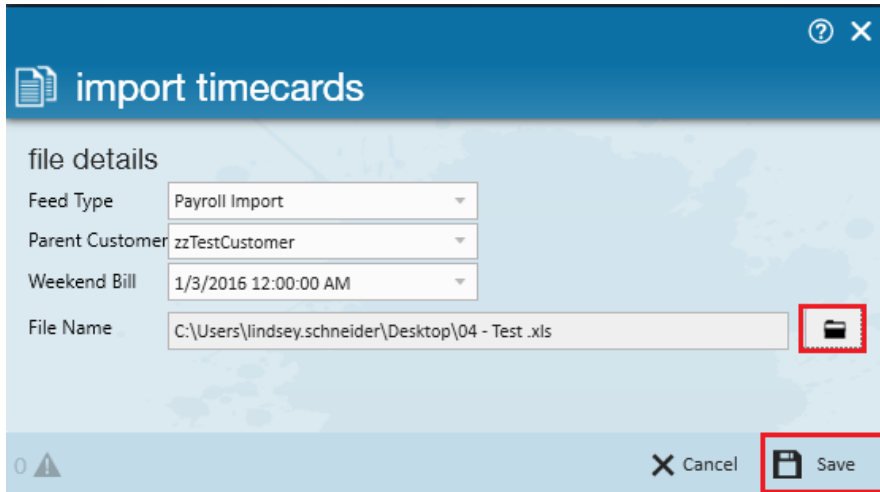 import timecards
file details
Feed Type Payroll Import
Parent Customer zzTestCustomer
Weekend Bill 1/3/2016 12:00:00 AM
File Name C:\Users\lindsey.schneider\Desktop\04 - Test .xls
0 Cancel Save